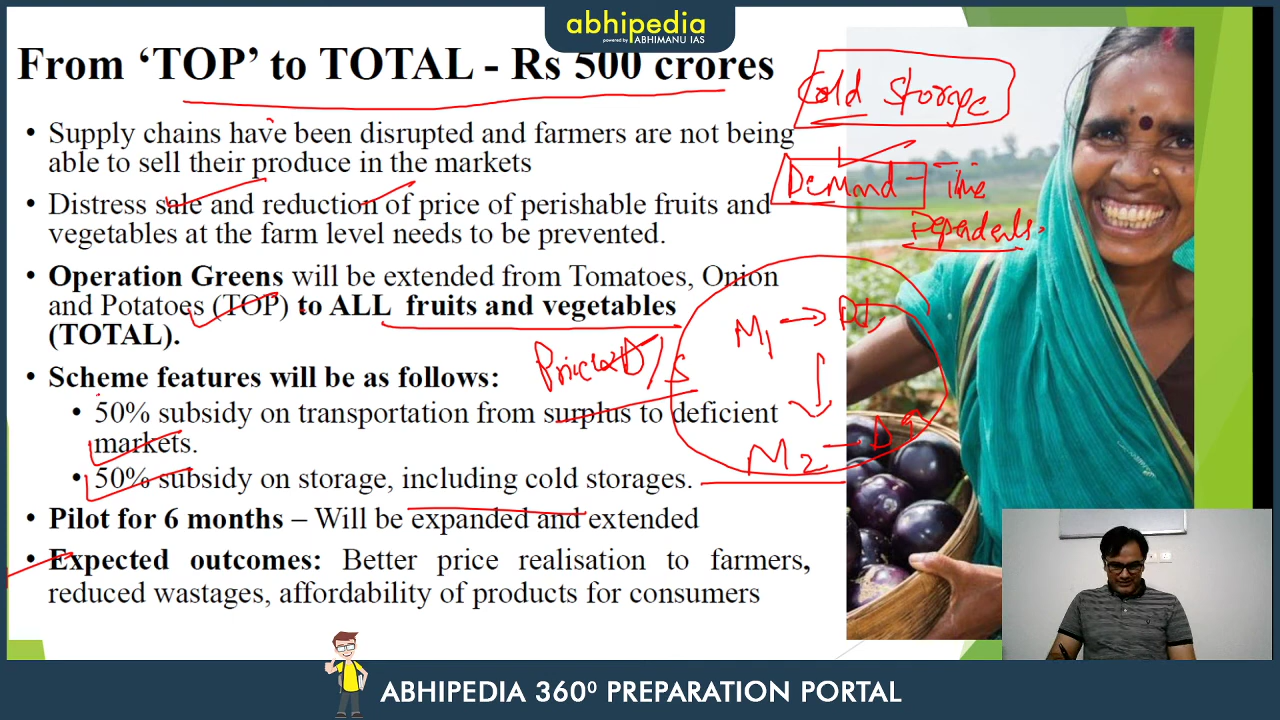 abhipedia
powered by ABHIMANU IAS
From ‘TOP’ to TOTAL - Rs 500 crores
• Supply chains have been disrupted and farmers are not being
able to sell their produce in the markets
• Distress sale and reduction of price of perishable fruits and
vegetables at the farm level needs to be prevented.
• Operation Greens will be extended from Tomatoes, Onion
and Potatoes (TOP) to ALL fruits and vegetables
(TOTAL).
• Scheme features will be as follows:
• 50% subsidy on transportation from surplus to deficient
markets.
• 50% subsidy on storage, including cold storages.
• Pilot for 6 months – Will be expanded and extended
• Expected outcomes: Better price realisation to farmers,
reduced wastages, affordability of products for consumers
Cold Storage
Demand - Time
Dependents.
M1 → D↓
M2 — D↑
ABHIPEDIA 360⁰ PREPARATION PORTAL